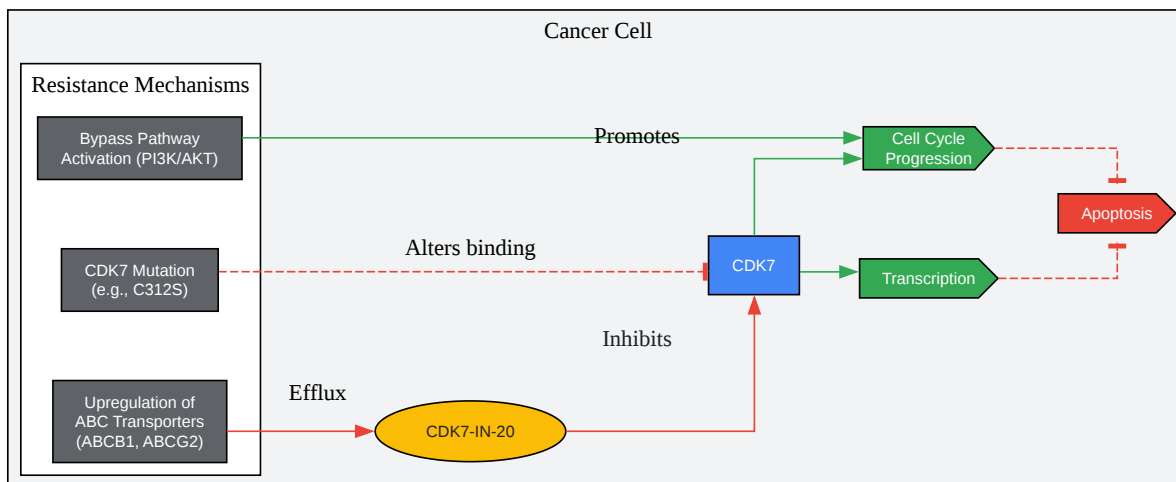 Cancer Cell
Resistance Mechanisms
Bypass Pathway
Activation (PI3K/AKT)
Promotes
Cell Cycle
Progression
Apoptosis
CDK7 Mutation
(e.g., C312S)
Alters binding
CDK7
Transcription
Inhibits
Upregulation of
ABC Transporters
(ABCB1, ABCG2)
Efflux
CDK7-IN-20